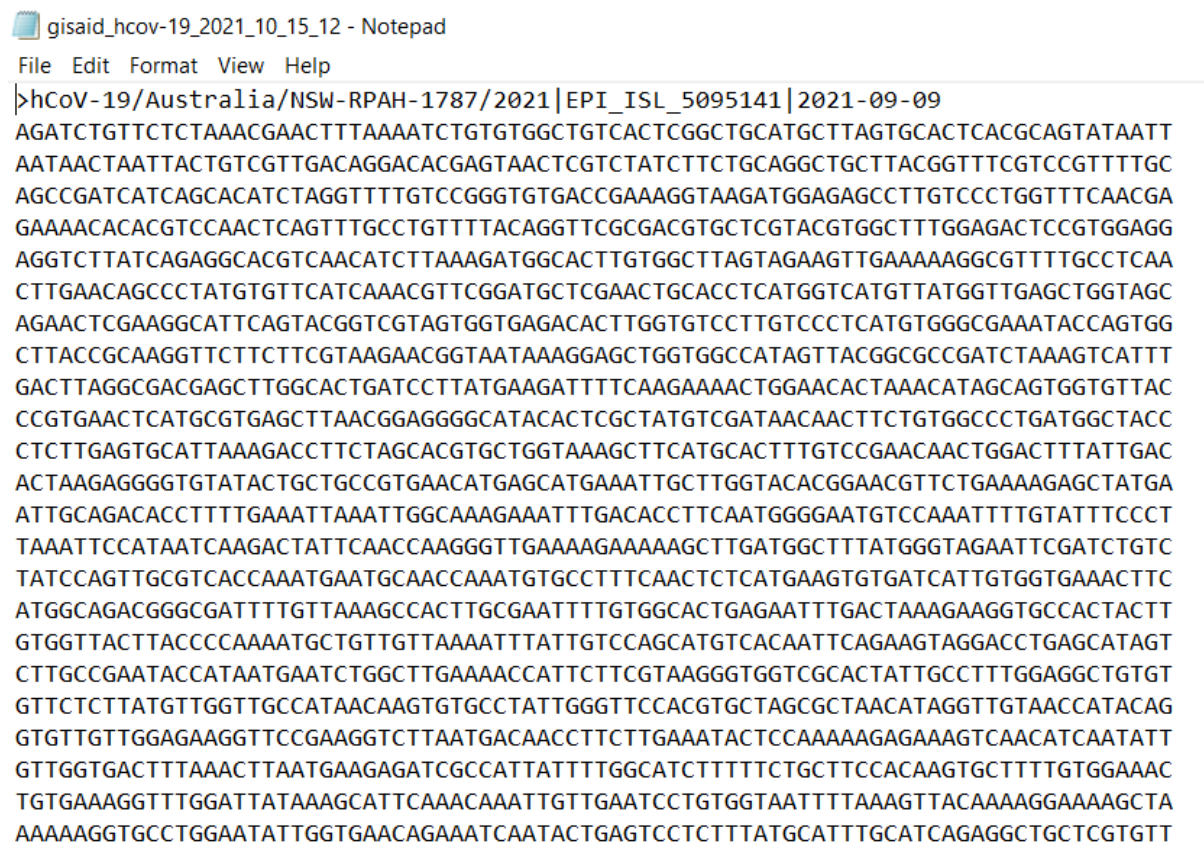 gisaid_hcov-19_2021_10_15_12 - Notepad
File Edit Format View Help
>hCoV-19/Australia/NSW-RPAH-1787/2021|EPI_ISL_5095141|2021-09-09
AGATCTGTTCTCTAAACGAACTTTAAAATCTGTGTGGCTGTCACTCGGCTGCATGCTTAGTGCACTCACGCAGTATAATT
AATAACTAATTACTGTCGTTGACAGGACACGAGTAACTCGTCTATCTTCTGCAGGCTGCTTACGGTTTCGTCCGTTTTGC
AGCCGATCATCAGCACATCTAGGTTTTGTCCGGGTGTGACCGAAAGGTAAGATGGAGAGCCTTGTCCCTGGTTTCAACGA
GAAAACACACGTCCAACTCAGTTTGCCTGTTTTACAGGTTCGCGACGTGCTCGTACGTGGCTTTGGAGACTCCGTGGAGG
AGGTCTTATCAGAGGCACGTCAACATCTTAAAGATGGCACTTGTGGCTTAGTAGAAGTTGAAAAAGGCGTTTTGCCTCAA
CTTGAACAGCCCTATGTGTTCATCAAACGTTCGGATGCTCGAACTGCACCTCATGGTCATGTTATGGTTGAGCTGGTAGC
AGAACTCGAAGGCATTCAGTACGGTCGTAGTGGTGAGACACTTGGTGTCCTTGTCCCTCATGTGGGCGAAATACCAGTGG
CTTACCGCAAGGTTCTTCTTCGTAAGAACGGTAATAAAGGAGCTGGTGGCCATAGTTACGGCGCCGATCTAAAGTCATTT
GACTTAGGCGACGAGCTTGGCACTGATCCTTATGAAGATTTTCAAGAAAACTGGAACACTAAACATAGCAGTGGTGTTAC
CCGTGAACTCATGCGTGAGCTTAACGGAGGGGCATACACTCGCTATGTCGATAACAACTTCTGTGGCCCTGATGGCTACC
CTCTTGAGTGCATTAAAGACCTTCTAGCACGTGCTGGTAAAGCTTCATGCACTTTGTCCGAACAACTGGACTTTATTGAC
ACTAAGAGGGGTGTATACTGCTGCCGTGAACATGAGCATGAAATTGCTTGGTACACGGAACGTTCTGAAAAGAGCTATGA
ATTGCAGACACCTTTTGAAATTAAATTGGCAAAGAAATTTGACACCTTCAATGGGGAATGTCCAAATTTTGTATTTCCCT
TAAATTCCATAATCAAGACTATTCAACCAAGGGTTGAAAAGAAAAAGCTTGATGGCTTTATGGGTAGAATTCGATCTGTC
TATCCAGTTGCGTCACCAAATGAATGCAACCAAATGTGCCTTTCAACTCTCATGAAGTGTGATCATTGTGGTGAAACTTC
ATGGCAGACGGGCGATTTTGTTAAAGCCACTTGCGAATTTTGTGGCACTGAGAATTTGACTAAAGAAGGTGCCACTACTT
GTGGTTACTTACCCCAAAATGCTGTTGTTAAAATTTATTGTCCAGCATGTCACAATTCAGAAGTAGGACCTGAGCATAGT
CTTGCCGAATACCATAATGAATCTGGCTTGAAAACCATTCTTCGTAAGGGTGGTCGCACTATTGCCTTTGGAGGCTGTGT
GTTCTCTTATGTTGGTTGCCATAACAAGTGTGCCTATTGGGTTCCACGTGCTAGCGCTAACATAGGTTGTAACCATACAG
GTGTTGTTGGAGAAGGTTCCGAAGGTCTTAATGACAACCTTCTTGAAATACTCCAAAAAGAGAAAGTCAACATCAATATT
GTTGGTGACTTTAAACTTAATGAAGAGATCGCCATTATTTTGGCATCTTTTTCTGCTTCCACAAGTGCTTTTGTGGAAAC
TGTGAAAGGTTTGGATTATAAAGCATTCAAACAAATTGTTGAATCCTGTGGTAATTTTAAAGTTACAAAAGGAAAAGCTA
AAAAAGGTGCCTGGAATATTGGTGAACAGAAATCAATACTGAGTCCTCTTTATGCATTTGCATCAGAGGCTGCTCGTGTT